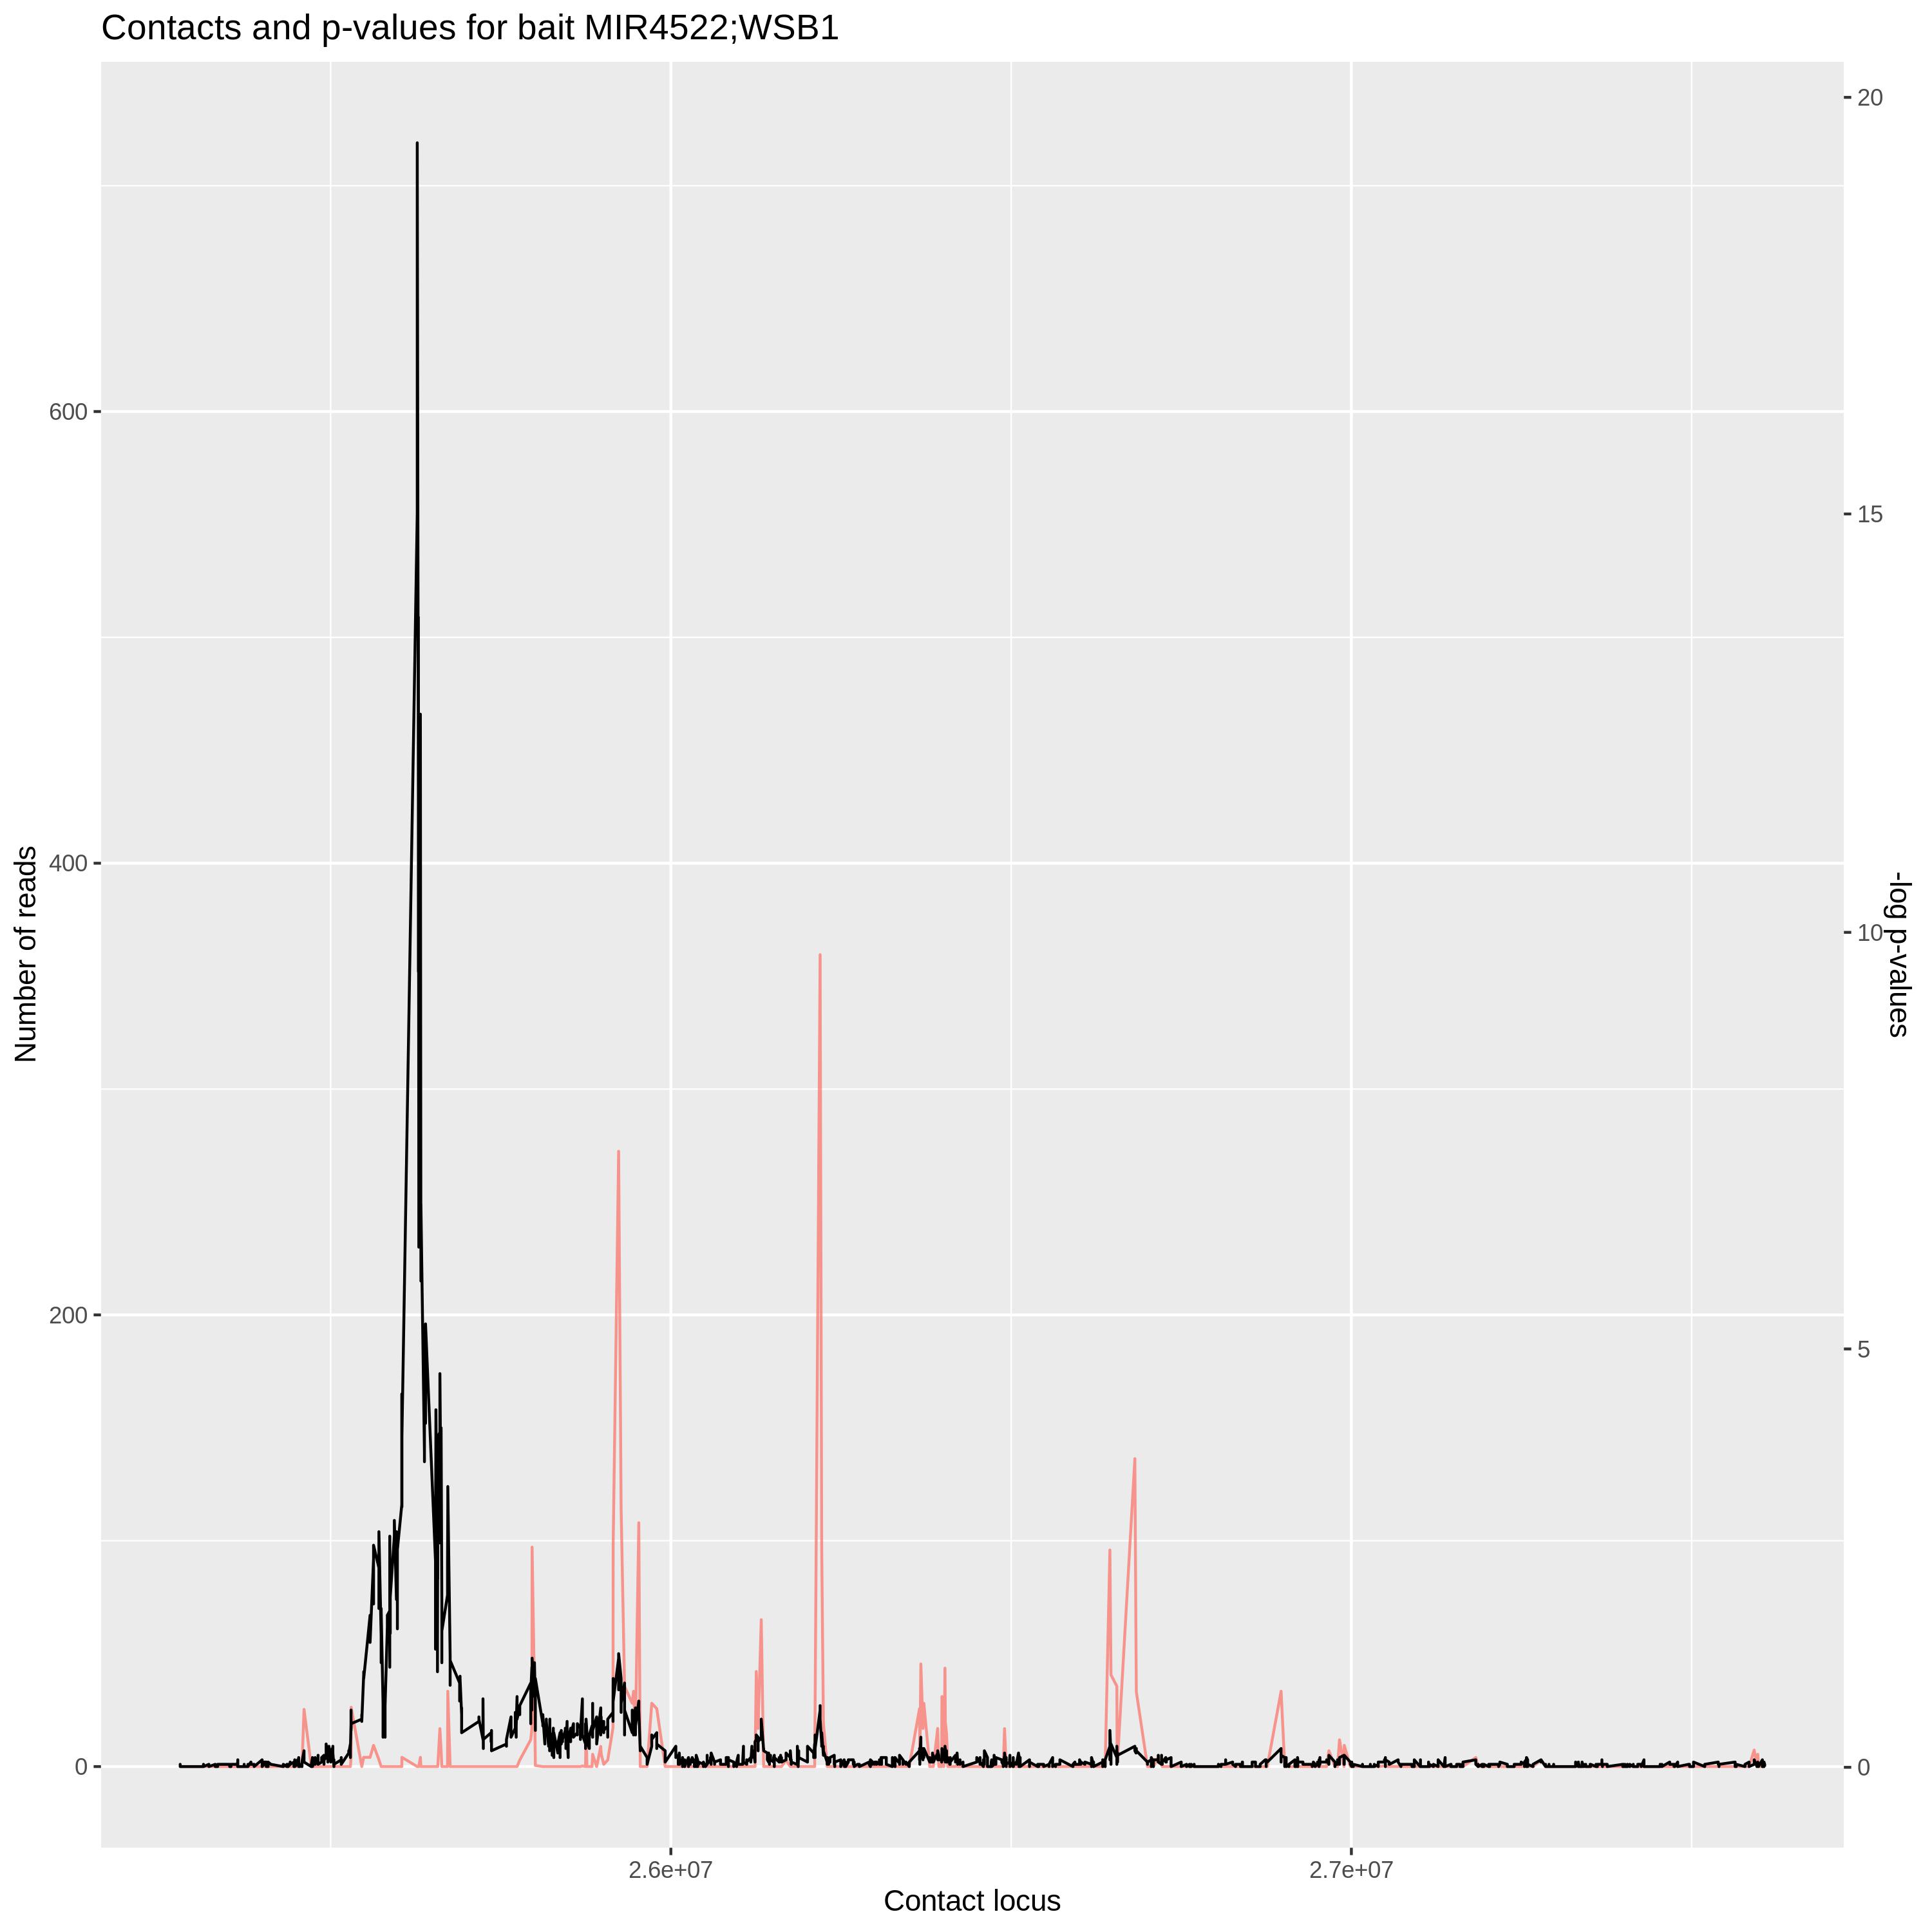 Contacts and p-values for bait MIR4522;WSB1
Number of reads
600
400
200
0
20
15
10
5
0
-log p-values
2.6e+07
2.7e+07
Contact locus